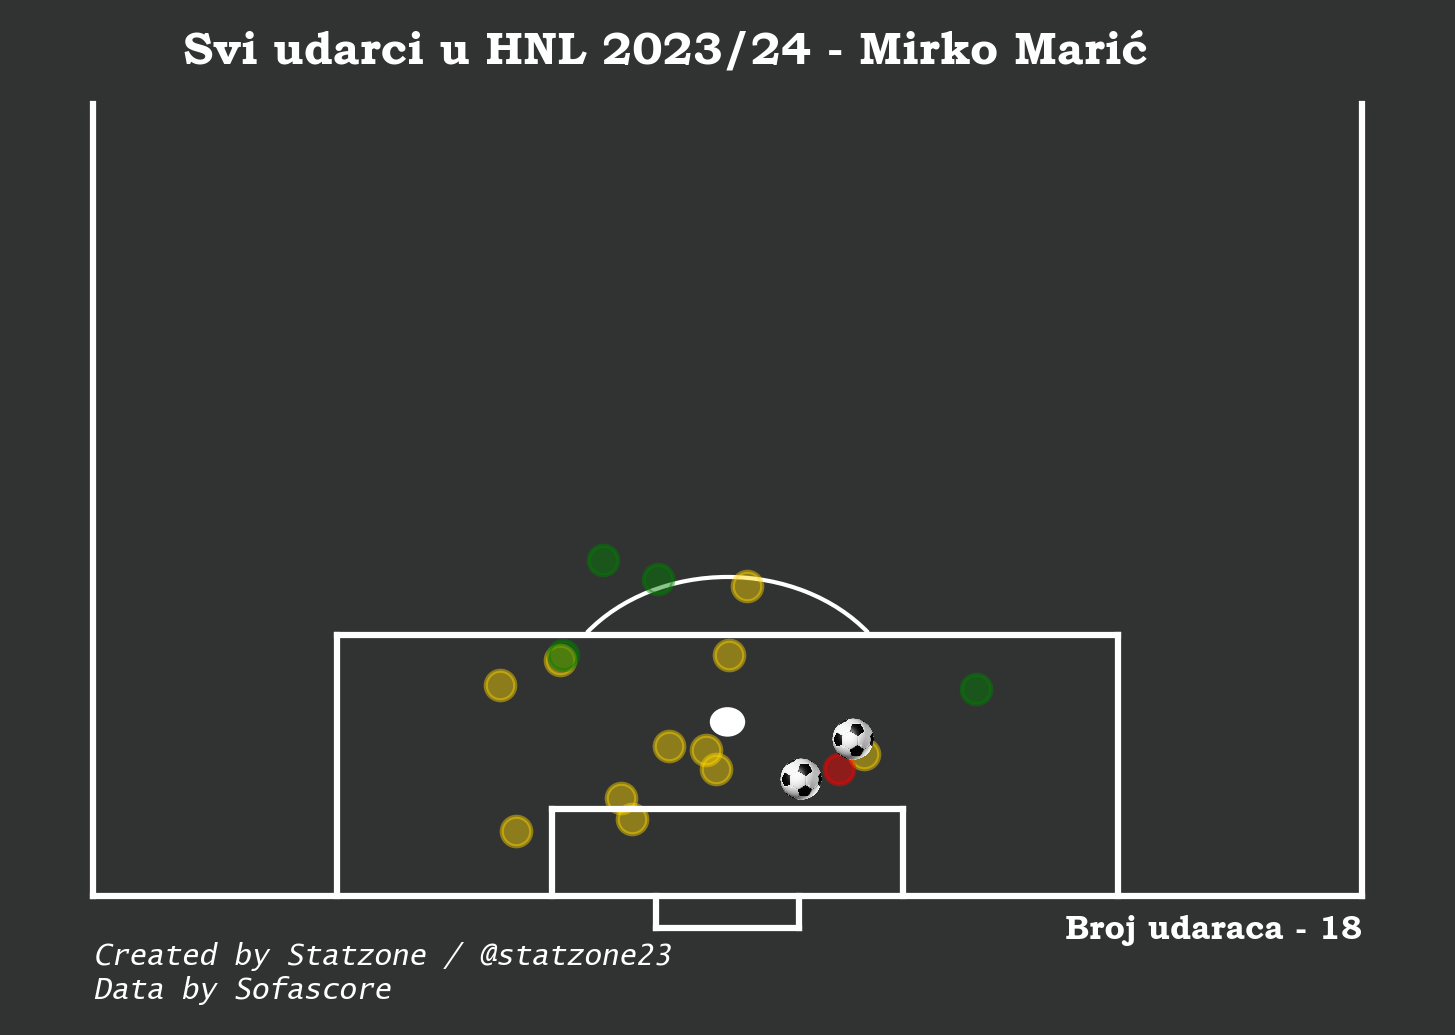 Svi udarci u HNL 2023/24 - Mirko Marić
Broj udaraca - 18
Created by Statzone / @statzone23
Data by Sofascore